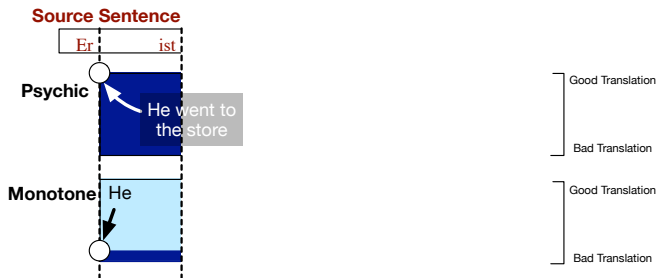 Source Sentence
Er ist
Psychic
He went to
the store
Good Translation
Bad Translation
Monotone
He
Good Translation
Bad Translation